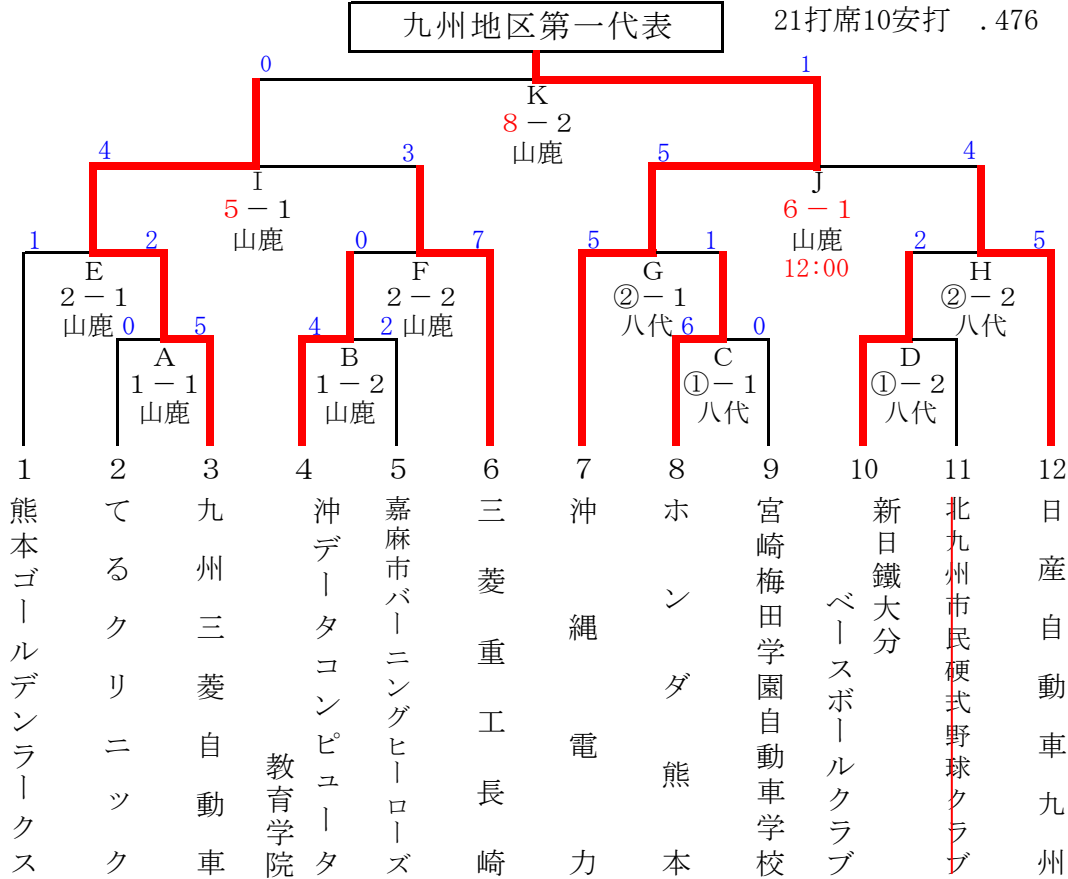 九州地区第一代表
21打席10安打 .476
0
1
K
8－2
山鹿
4
3
5
4
I
5－1
山鹿
J
6－1
山鹿
12:00
1
2
0
7
5
1
2
5
E
2－1
山鹿
F
2－2
山鹿
G
②－1
八代
H
②－2
八代
0
5
4
2
6
0
A
1－1
山鹿
B
1－2
山鹿
C
①－1
八代
D
①－2
八代
1
2
3
4
5
6
7
8
9
10
11
12
熊本ゴールデンラークス
てるクリニック
九州三菱自動車
沖データコンピュータ
教育学院
嘉麻市バーニングヒーローズ
三菱重工長崎
沖縄電力
ホンダ熊本
宮崎梅田学園自動車学校
新日鐵大分
ベースボールクラブ
北九州市民硬式野球クラブ
日産自動車九州